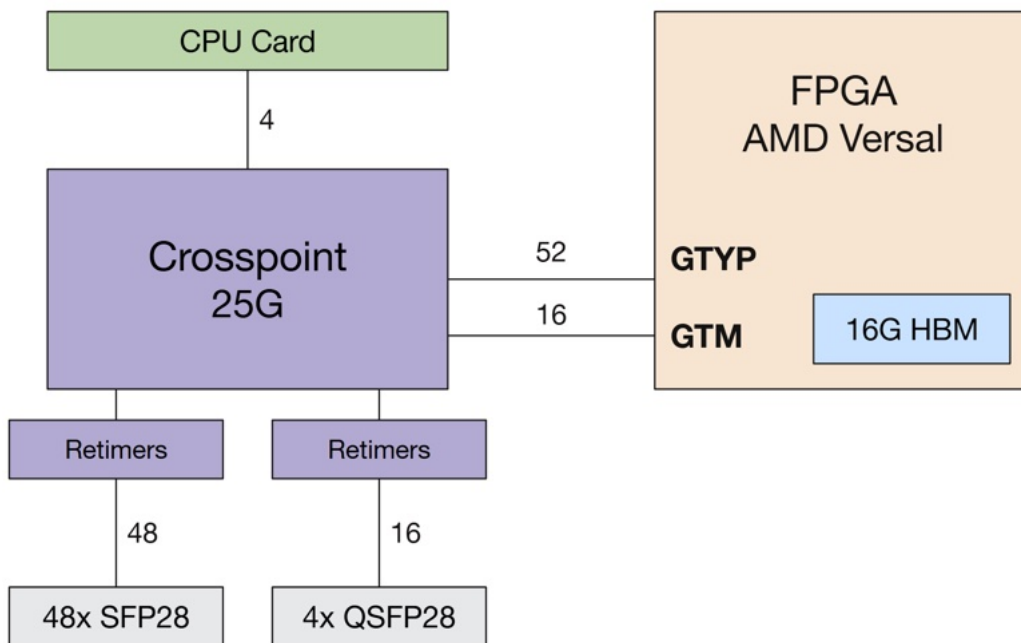 CPU Card
4
FPGA
AMD Versal
Crosspoint
25G
52
GTYP
16
GTM
16G HBM
Retimers
Retimers
48
16
48x SFP28
4x QSFP28